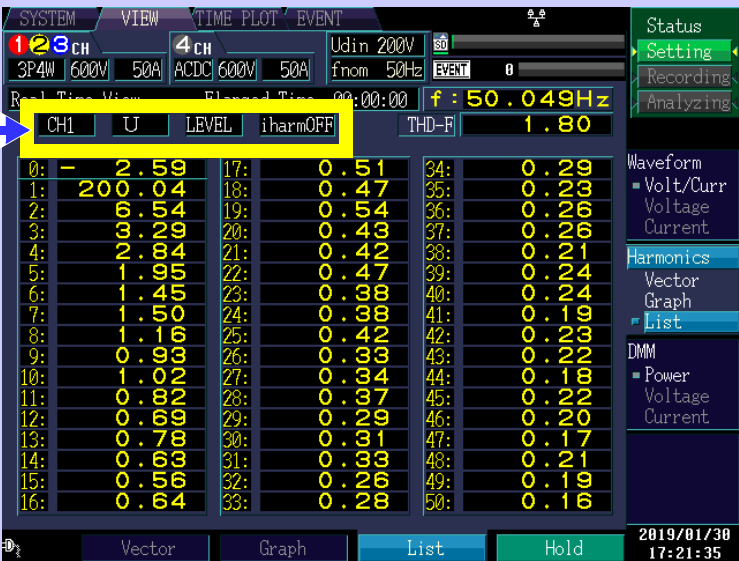 SYSTEM VIEW TIME PLOT EVENT
1 2 3 CH 4 CH Udin 200V SD
3P4W 600V 50A ACDC 600V 50A fnom 50Hz EVENT 0
Real Time View Elapsed Time 00:00:00 f:50.049Hz
CH1 U LEVEL iharmOFF THD-F 1.80
0: - 2.59 17: 0.51 34: 0.29
1: 200.04 18: 0.47 35: 0.23
2: 6.54 19: 0.54 36: 0.26
3: 3.29 20: 0.43 37: 0.26
4: 2.84 21: 0.42 38: 0.21
5: 1.95 22: 0.47 39: 0.24
6: 1.45 23: 0.38 40: 0.24
7: 1.50 24: 0.38 41: 0.19
8: 1.16 25: 0.42 42: 0.23
9: 0.93 26: 0.33 43: 0.22
10: 1.02 27: 0.34 44: 0.18
11: 0.82 28: 0.37 45: 0.22
12: 0.69 29: 0.29 46: 0.20
13: 0.78 30: 0.31 47: 0.17
14: 0.63 31: 0.33 48: 0.21
15: 0.56 32: 0.26 49: 0.19
16: 0.64 33: 0.28 50: 0.16
Vector Graph List Hold
Status
Setting
Recording
Analyzing
Waveform
Volt/Curr
Voltage
Current
Harmonics
Vector
Graph
List
DMM
Power
Voltage
Current
2019/01/30
17:21:35